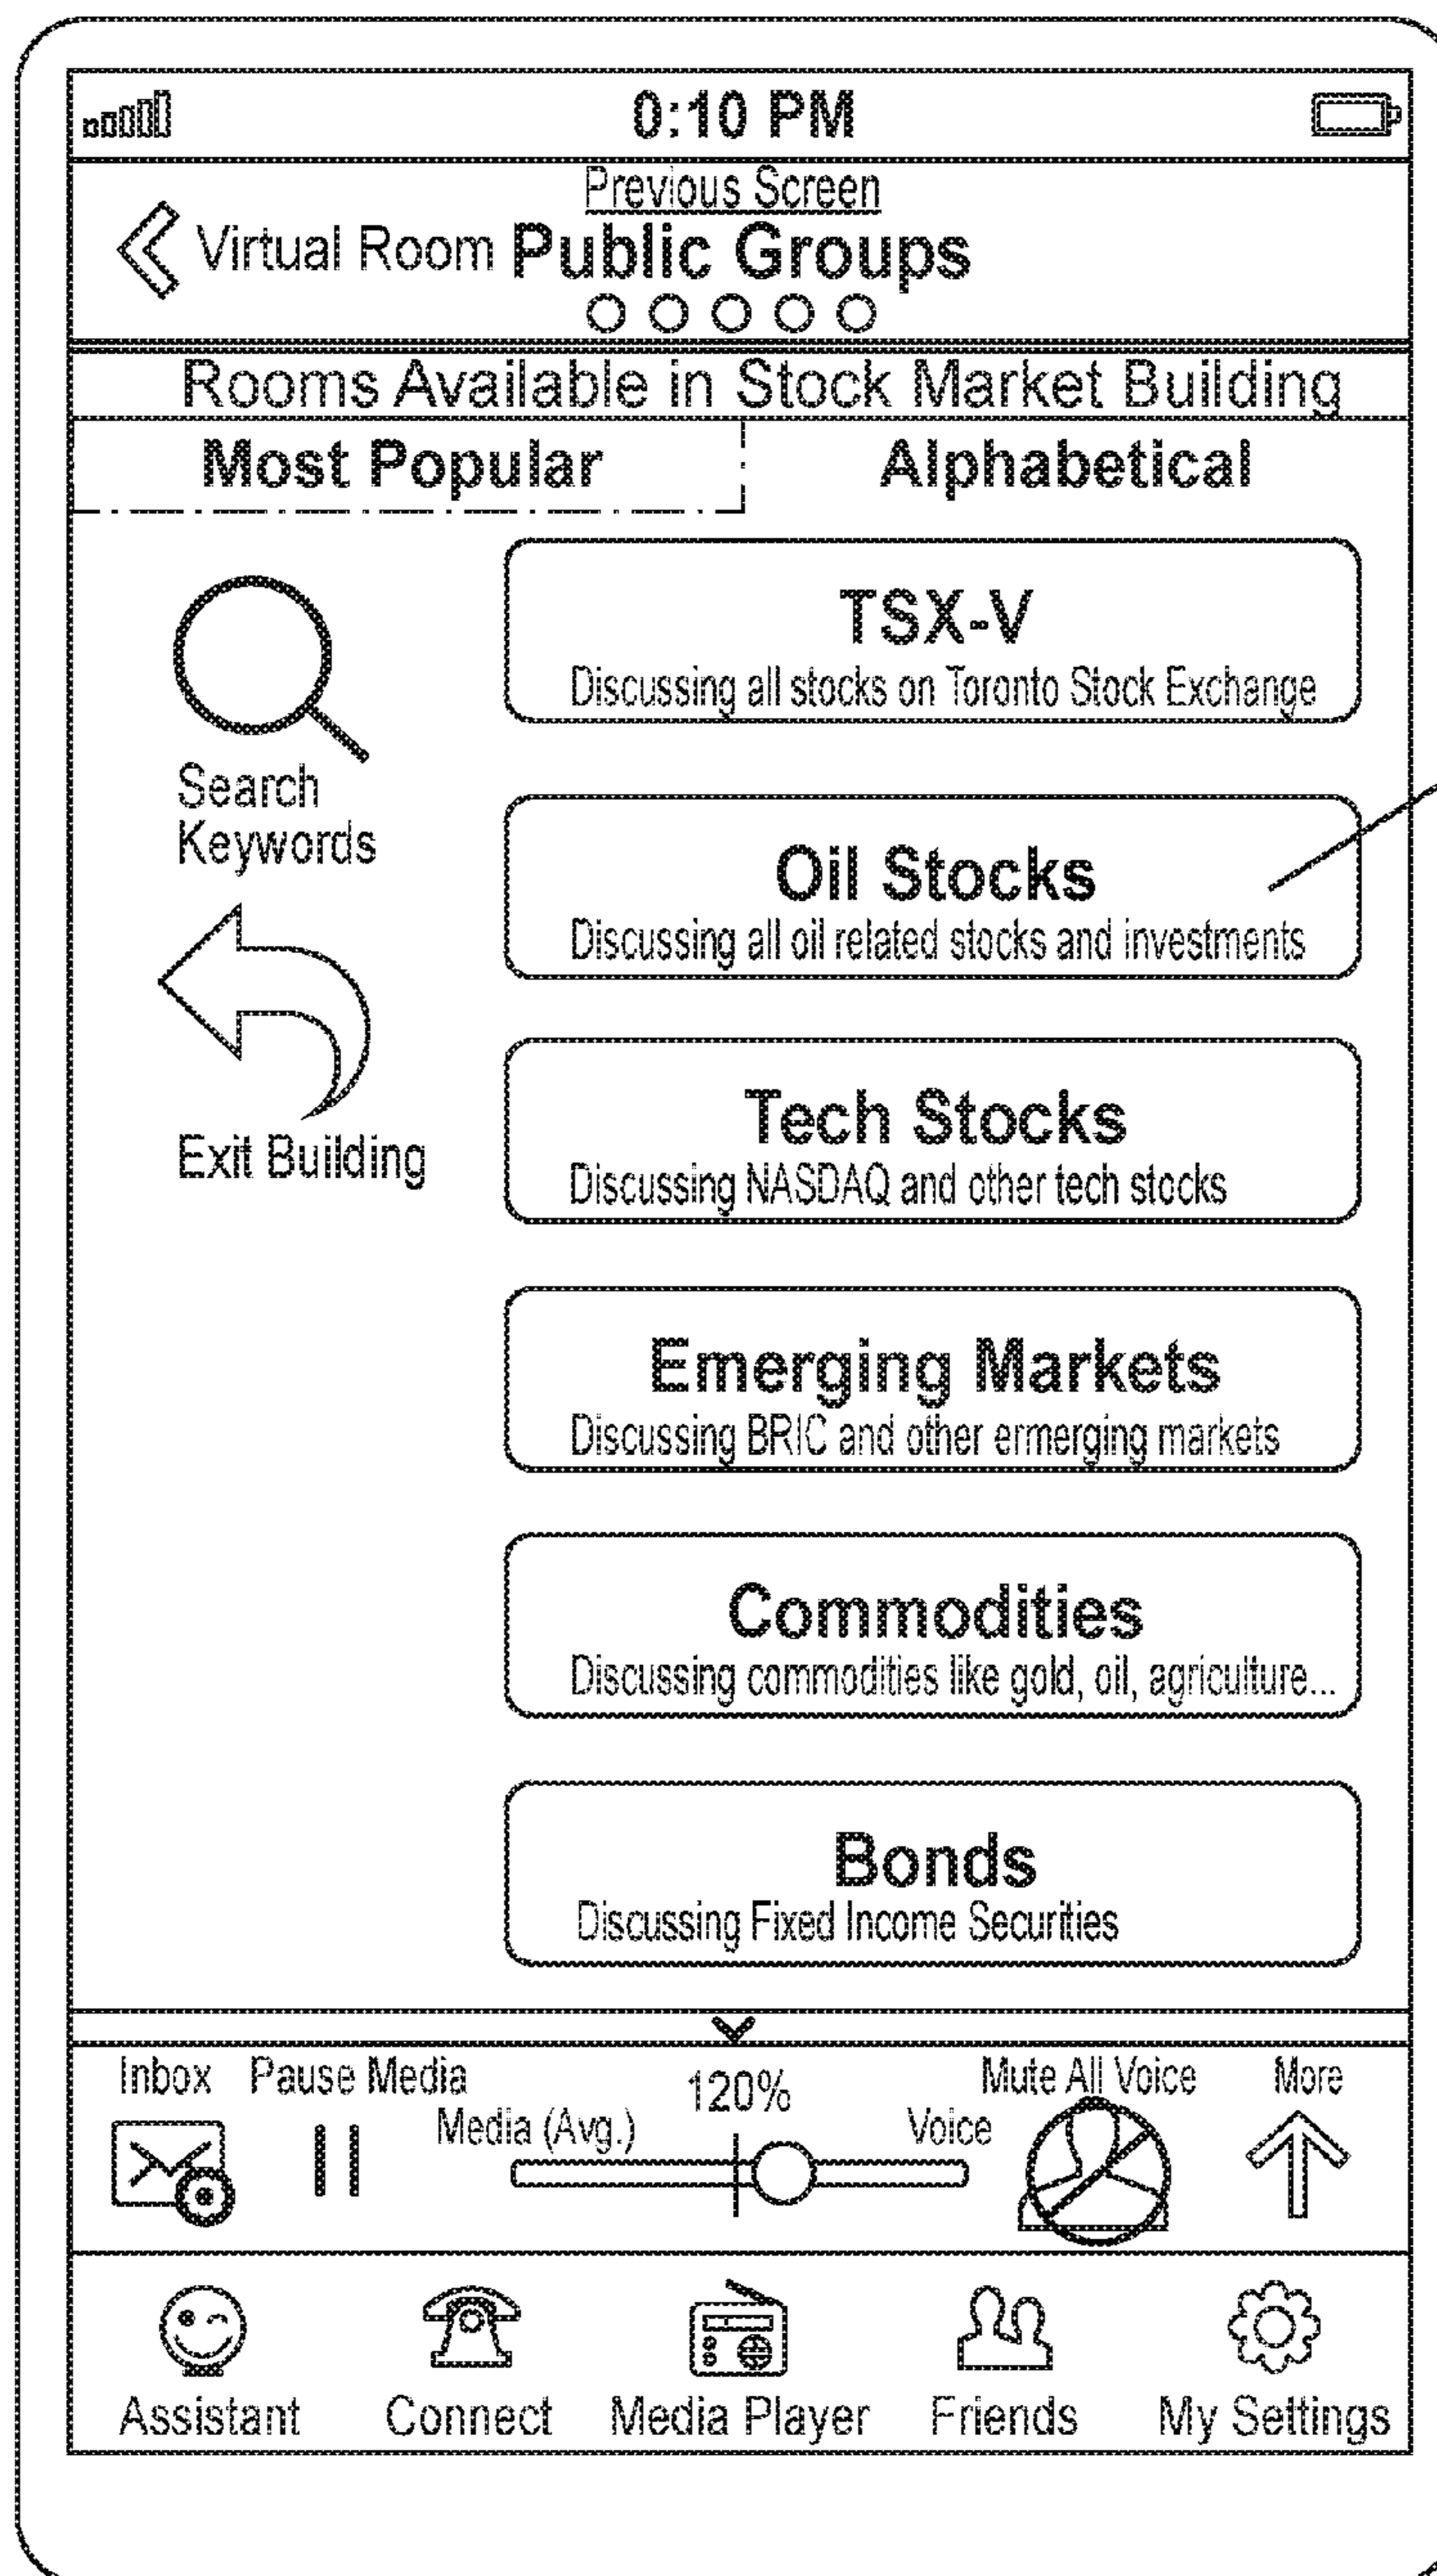 0:10 PM
Previous Screen
Virtual Room Public Groups
Rooms Available in Stock Market Building
Most Popular Alphabetical
TSX-V
Discussing all stocks on Toronto Stock Exchange
Search
Keywords
Oil Stocks
Discussing all oil related stocks and investments
Exit Building
Tech Stocks
Discussing NASDAQ and other tech stocks
Emerging Markets
Discussing BRIC and other ermerging markets
Commodities
Discussing commodities like gold, oil, agriculture...
Bonds
Discussing Fixed Income Securities
Inbox Pause Media 120% Mute All Voice More
Media (Avg.) Voice
Assistant Connect Media Player Friends My Settings